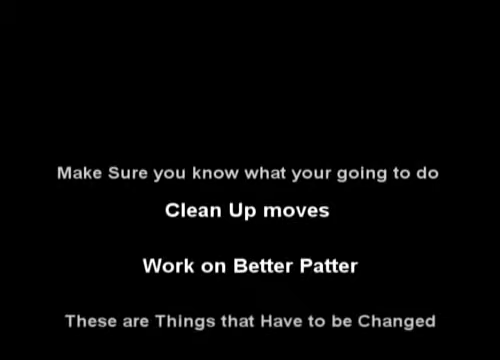 Make Sure you know what your going to do
Clean Up moves
Work on Better Patter
These are Things that Have to be Changed